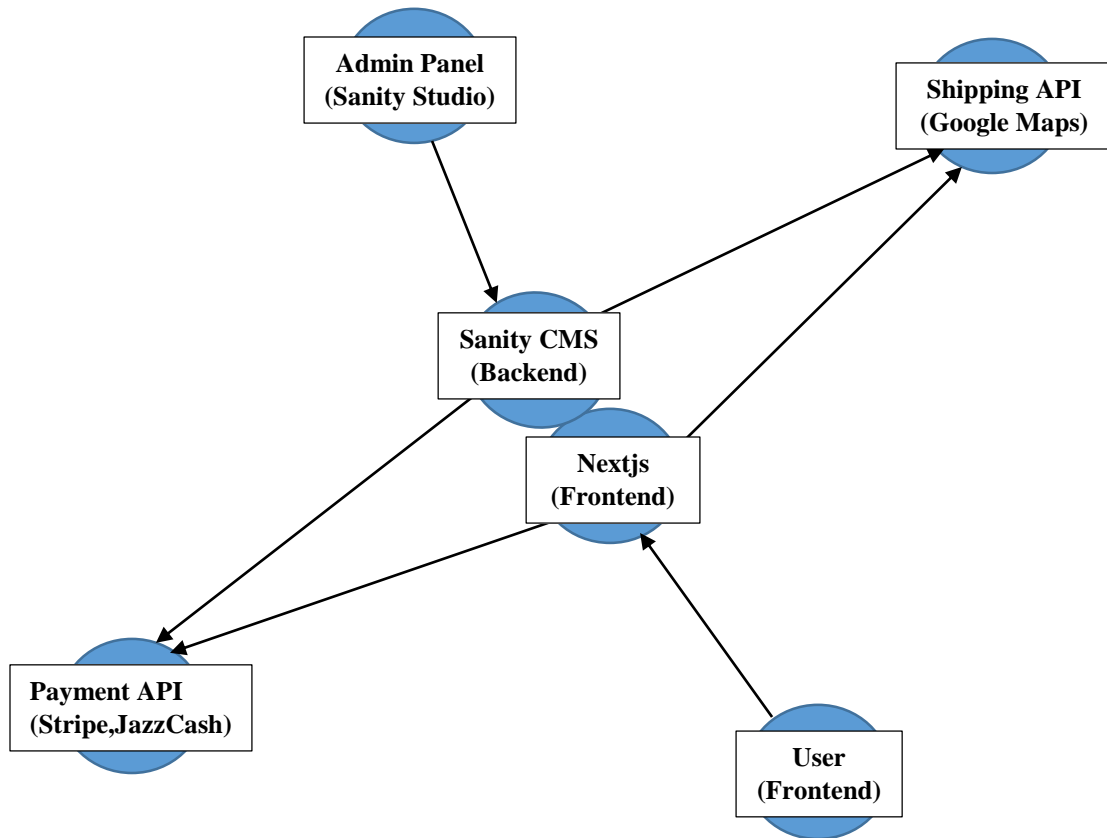 Admin Panel
(Sanity Studio)
Shipping API
(Google Maps)
Sanity CMS
(Backend)
Nextjs
(Frontend)
Payment API
(Stripe,JazzCash)
User
(Frontend)